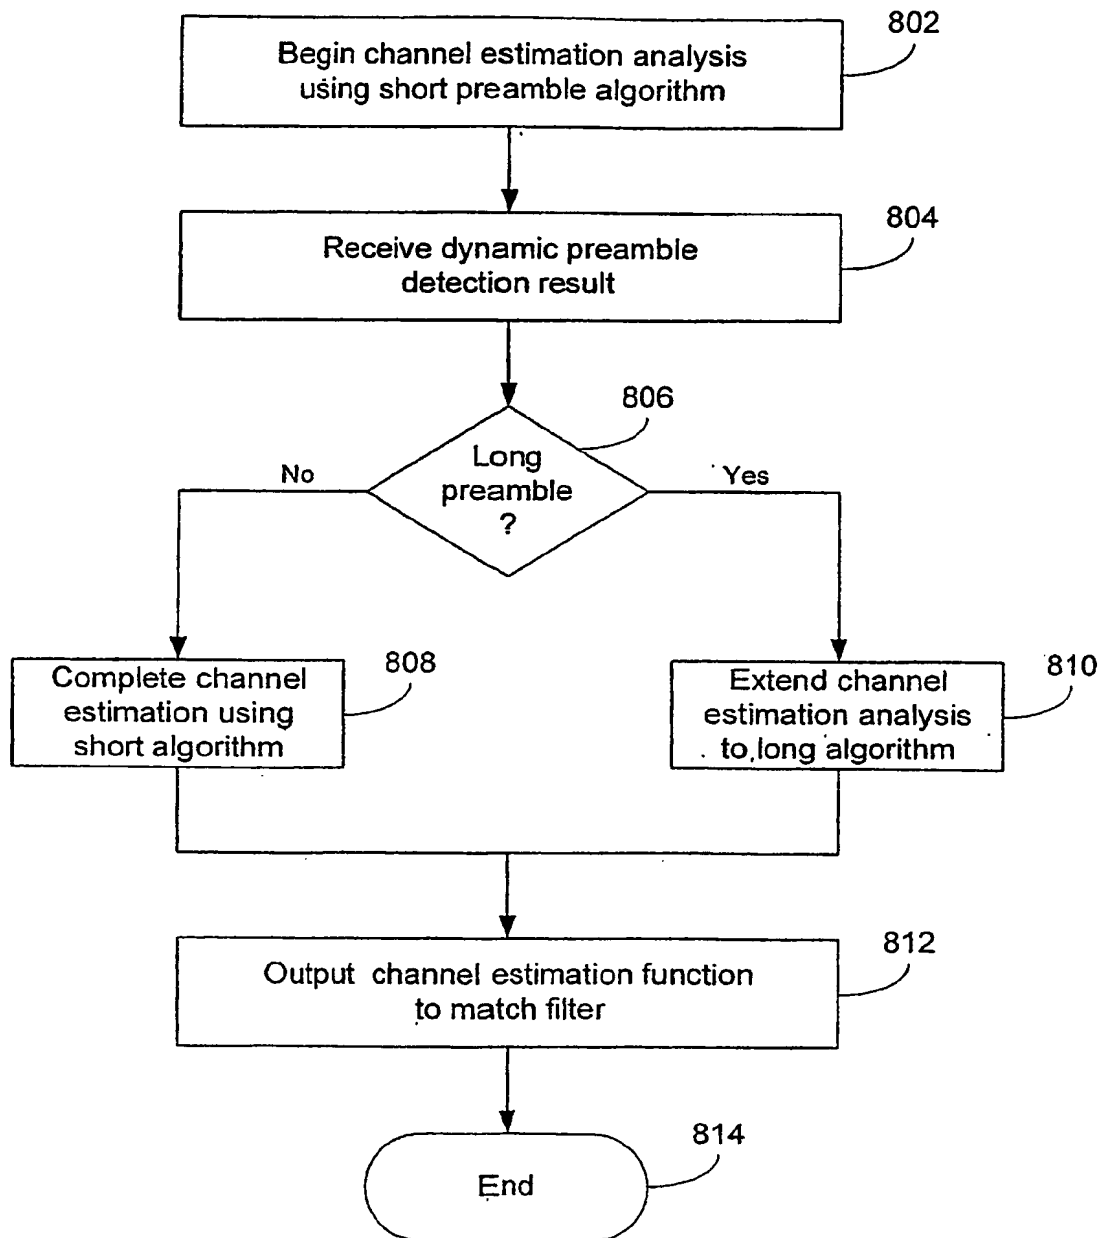 802
Begin channel estimation analysis
using short preamble algorithm
804
Receive dynamic preamble
detection result
806
Long
preamble
?
No
Yes
808
Complete channel
estimation using
short algorithm
810
Extend channel
estimation analysis
to long algorithm
812
Output channel estimation function
to match filter
814
End